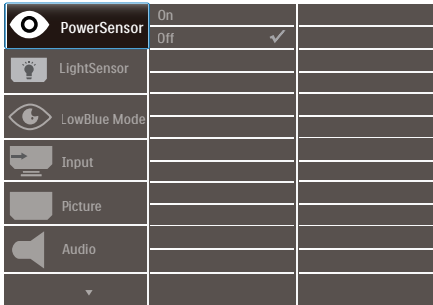 PowerSensor
On
Off
LightSensor
LowBlue Mode
Input
Picture
Audio